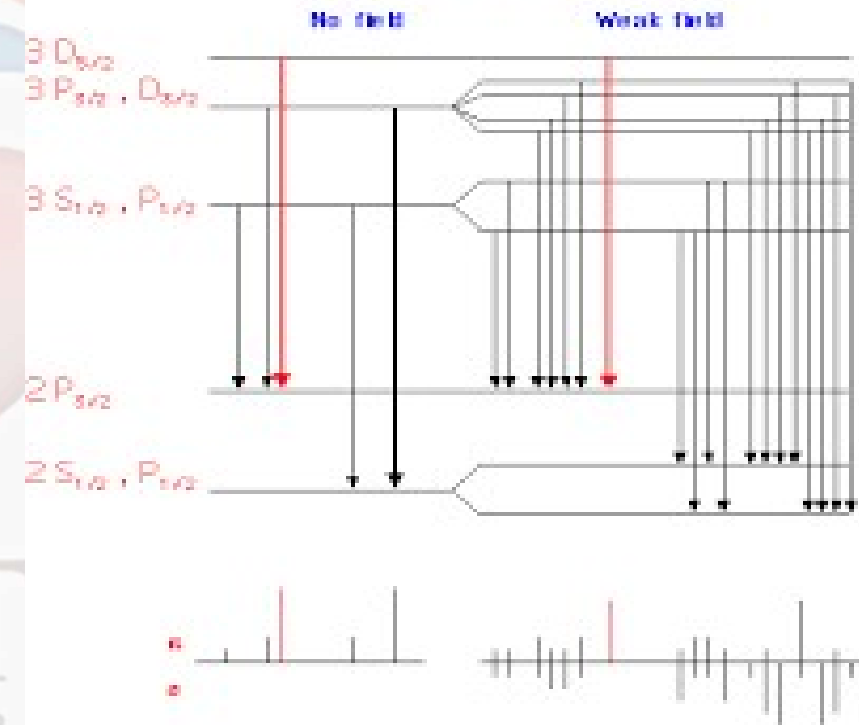 No field Weak field
3 D₅/₂
3 P₃/₂ , D₃/₂
3 S₁/₂ , P₁/₂
2 P₃/₂
2 S₁/₂ , P₁/₂